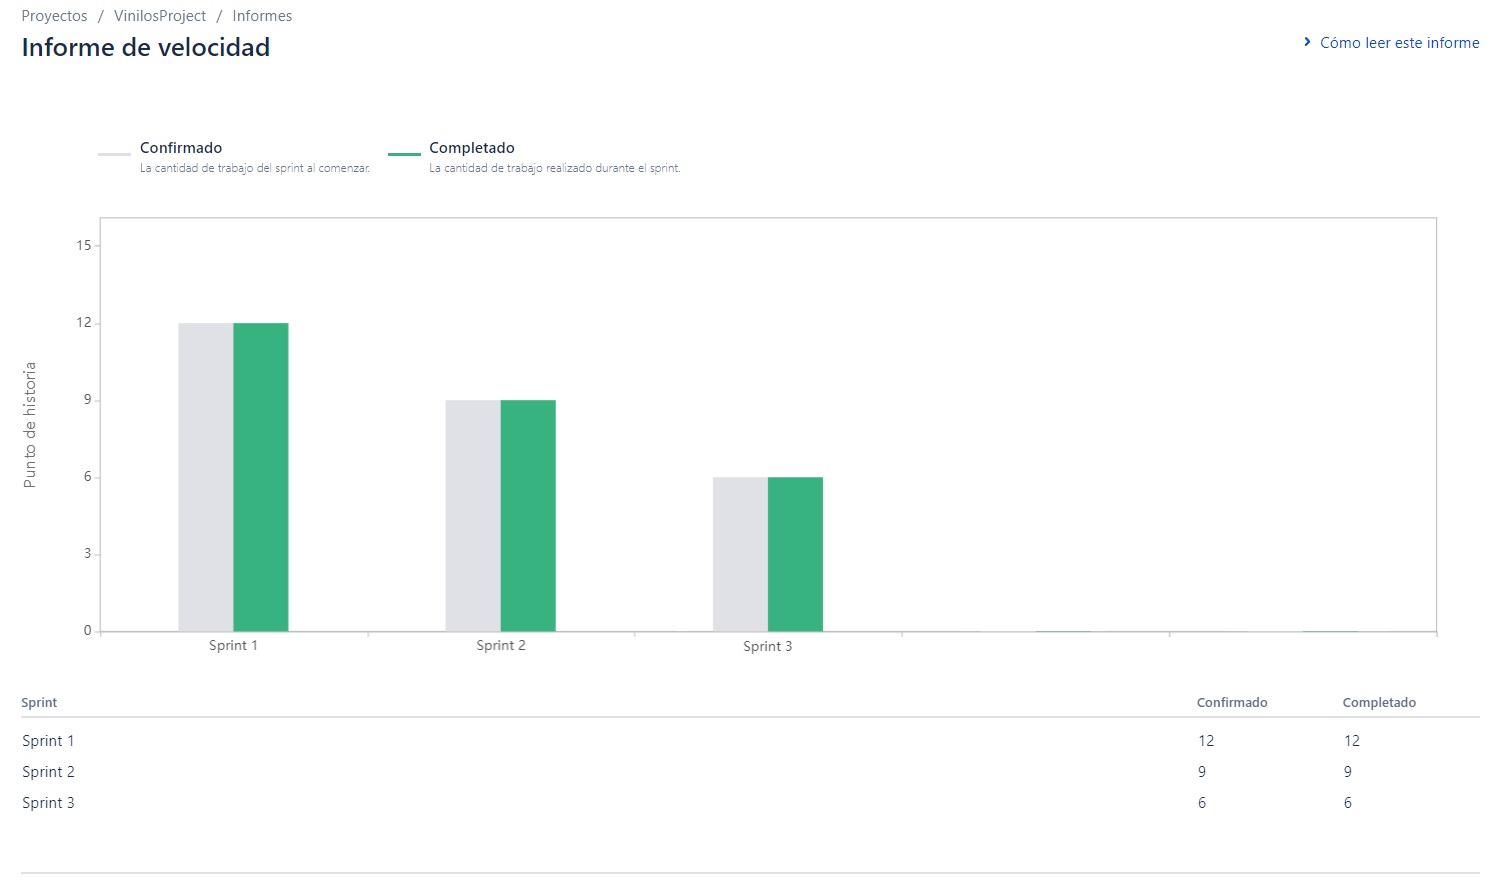 Proyectos / VinilosProject / Informes
Informe de velocidad
Cómo leer este informe
Confirmado
La cantidad de trabajo del sprint al comenzar.
Completado
La cantidad de trabajo realizado durante el sprint.
Punto de historia
15
12
9
6
3
0
Sprint 1
Sprint 2
Sprint 3
Sprint Confirmado Completado
Sprint 1 12 12
Sprint 2 9 9
Sprint 3 6 6